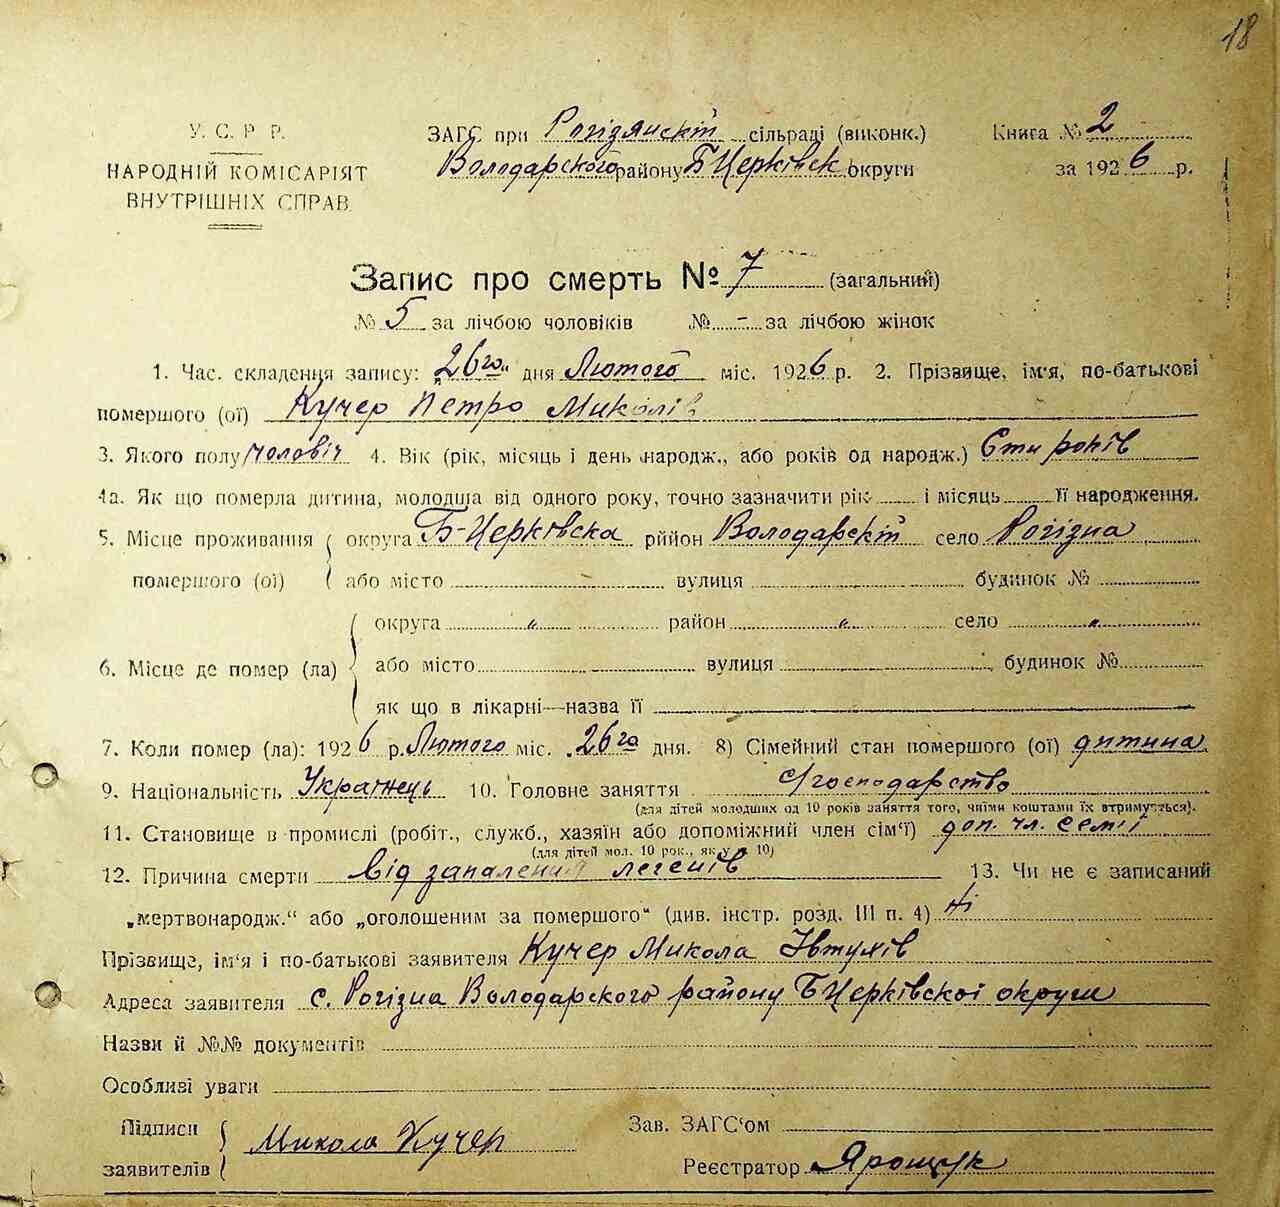 18
У. С. Р. Р.
НАРОДНІЙ КОМІСАРІЯТ
ВНУТРІШНІХ СПРАВ
ЗАГС при Рогізянскій сільраді (виконк.)
Володарского району Б Церківск округи
Книга № 2
за 1926 р.
Запис про смерть № 7 (загальний)
№ 5 за лічбою чоловіків № - за лічбою жінок
1. Час. складення запису: „26го" дня Лютого міс. 1926 р. 2. Прізвище, ім'я, по-батькові
помершого (ої) Кучер Петро Миколів
3. Якого полу чоловіч 4. Вік (рік, місяць і день народж., або років од народж.) 6ти років
4а. Як що померла дитина, молодша від одного року, точно зазначити рік і місяць її народження.
5. Місце проживання помершого (ої) { округа Б-Церківска рййон Володарскій село Рогізна
або місто вулиця будинок №
6. Місце де помер (ла) { округа " район " село "
або місто вулиця будинок №
як що в лікарні—назва її
7. Коли помер (ла): 1926 р. Лютого міс. 26го дня. 8) Сімейний стан помершого (ої) дитина
9. Національність Українець 10. Головне заняття с/господарство
(для дітей молодших од 10 років заняття того, чиїми коштами їх втримується).
11. Становище в промислі (робіт., служб., хазяїн або допоміжний член сім'ї) доп. чл. семії
(для дітей мол. 10 рок., як у п. 10)
12. Причина смерти від запалення легенів 13. Чи не є записаний
„мертвонародж." або „оголошеним за помершого" (див. інстр. розд. III п. 4) ні
Прізвище, ім'я і по-батькові заявителя Кучер Микола Явтухів
Адреса заявителя с. Рогізна Володарского району Б Церківскої округи
Назви й №№ документів
Особливі уваги
Підписи заявителів { Микола Кучер
Зав. ЗАГС'ом
Реєстратор Ярощук